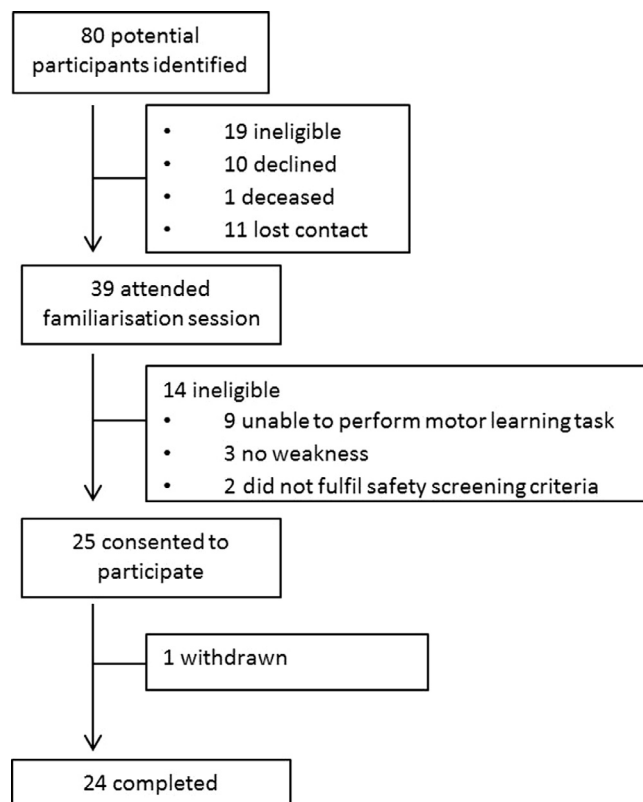 80 potential
participants identified
• 19 ineligible
• 10 declined
• 1 deceased
• 11 lost contact
39 attended
familiarisation session
14 ineligible
• 9 unable to perform motor learning task
• 3 no weakness
• 2 did not fulfil safety screening criteria
25 consented to
participate
1 withdrawn
24 completed